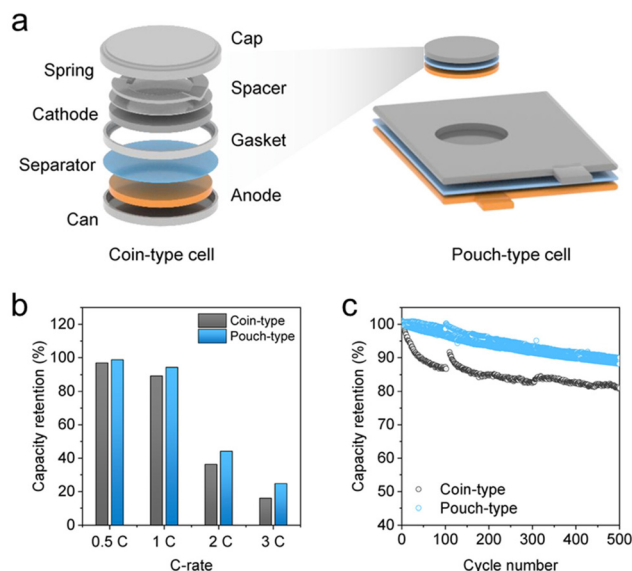 a
Cap
Spring
Spacer
Cathode
Gasket
Separator
Anode
Can
Coin-type cell
Pouch-type cell
b
120
100
80
60
40
20
0
Capacity retention (%)
Coin-type
Pouch-type
0.5 C 1 C 2 C 3 C
C-rate
c
100
90
80
70
60
50
40
Capacity retention (%)
Coin-type
Pouch-type
0 100 200 300 400 500
Cycle number